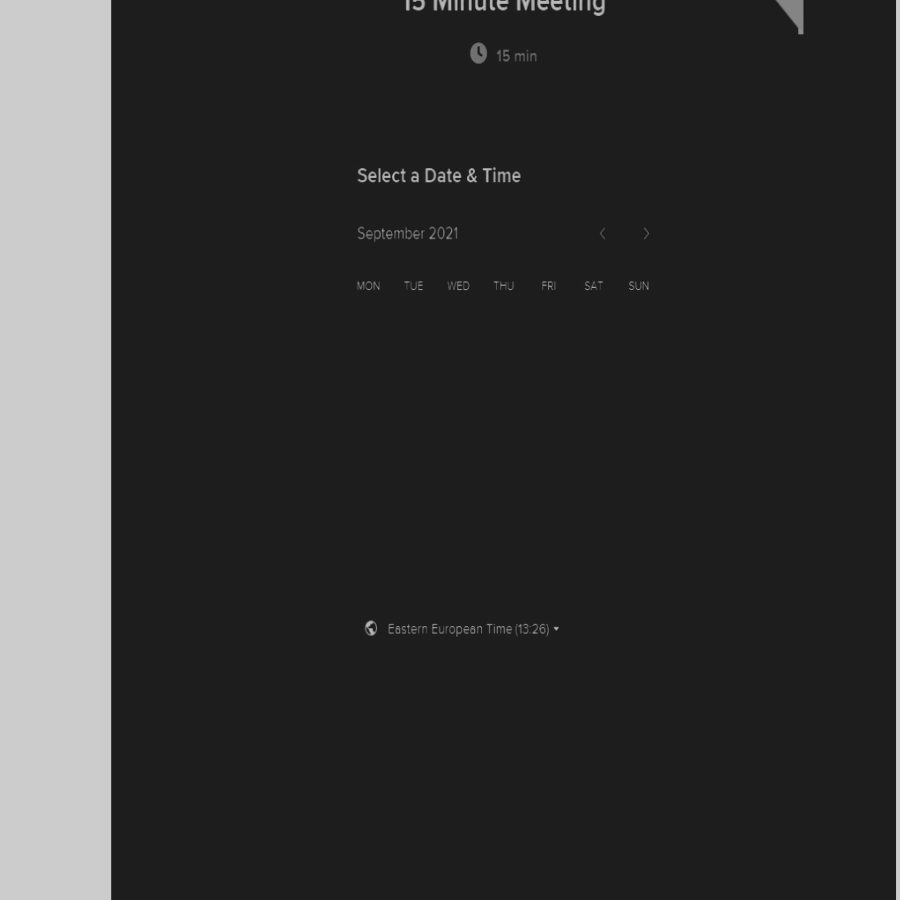 15 Minute Meeting
15 min
Select a Date & Time
September 2021
MON TUE WED THU FRI SAT SUN
Eastern European Time (13:26)